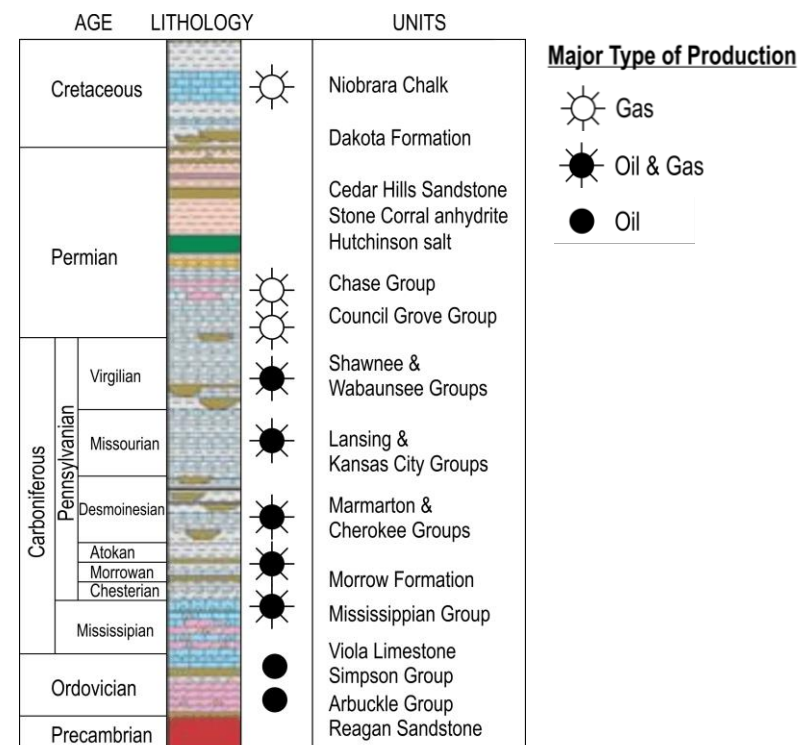 AGE LITHOLOGY UNITS
Major Type of Production
Gas
Oil & Gas
Oil
Cretaceous
Permian
Carboniferous
Pennsylvanian
Virgilian
Missourian
Desmoinesian
Atokan
Morrowan
Chesterian
Mississipian
Ordovician
Precambrian
Niobrara Chalk
Dakota Formation
Cedar Hills Sandstone
Stone Corral anhydrite
Hutchinson salt
Chase Group
Council Grove Group
Shawnee &
Wabaunsee Groups
Lansing &
Kansas City Groups
Marmarton &
Cherokee Groups
Morrow Formation
Mississippian Group
Viola Limestone
Simpson Group
Arbuckle Group
Reagan Sandstone